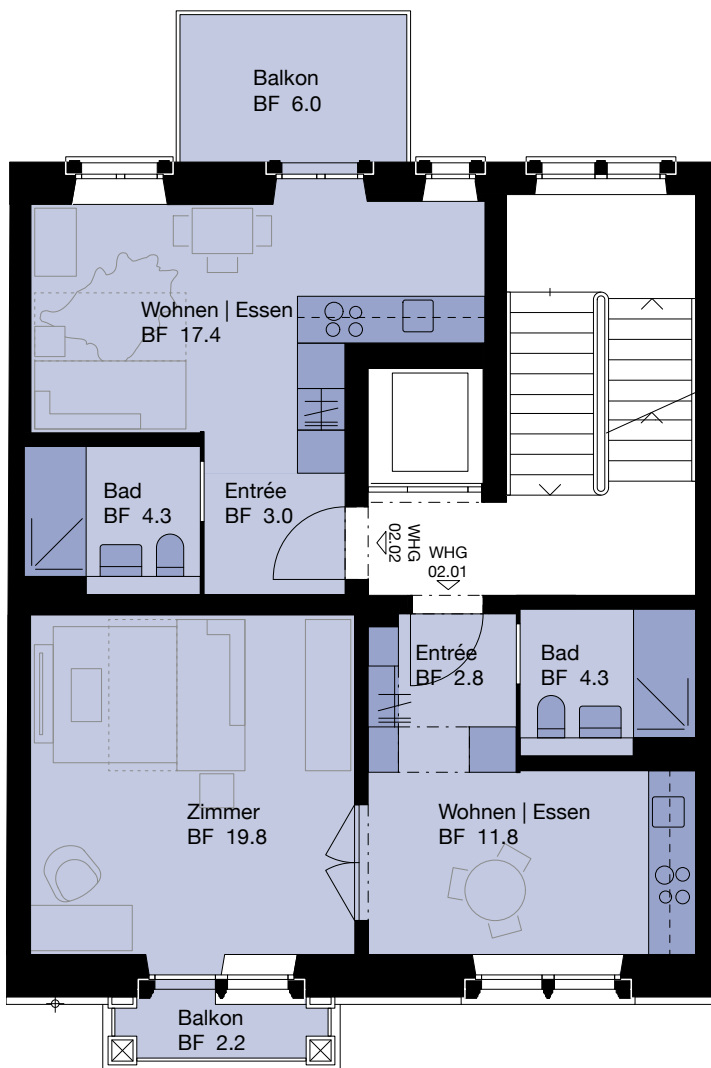 Balkon
BF 6.0
Wohnen | Essen
BF 17.4
Bad
BF 4.3
Entrée
BF 3.0
WHG
02.02
WHG
02.01
Entrée
BF 2.8
Bad
BF 4.3
Zimmer
BF 19.8
Wohnen | Essen
BF 11.8
Balkon
BF 2.2